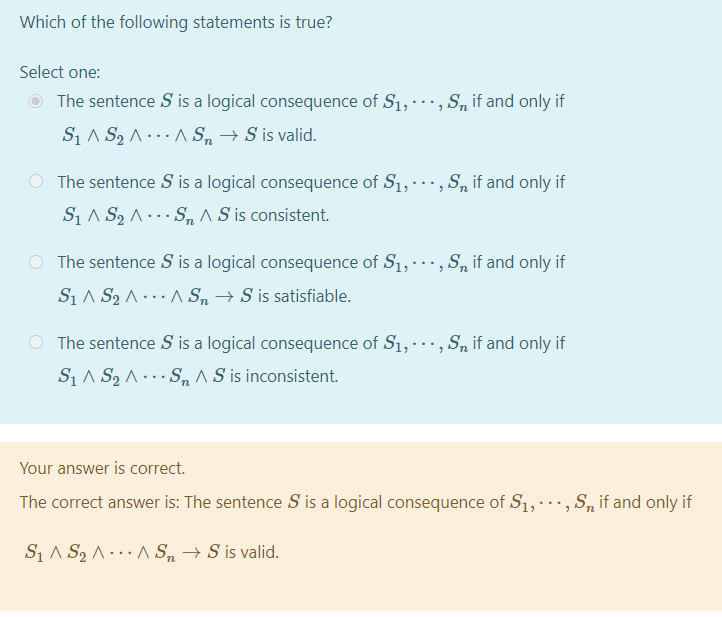 Which of the following statements is true?
Select one:
The sentence S is a logical consequence of S₁, ⋯ , Sₙ if and only if
S₁ ∧ S₂ ∧ ⋯ ∧ Sₙ → S is valid.
The sentence S is a logical consequence of S₁, ⋯ , Sₙ if and only if
S₁ ∧ S₂ ∧ ⋯ Sₙ ∧ S is consistent.
The sentence S is a logical consequence of S₁, ⋯ , Sₙ if and only if
S₁ ∧ S₂ ∧ ⋯ ∧ Sₙ → S is satisfiable.
The sentence S is a logical consequence of S₁, ⋯ , Sₙ if and only if
S₁ ∧ S₂ ∧ ⋯ Sₙ ∧ S is inconsistent.
Your answer is correct.
The correct answer is: The sentence S is a logical consequence of S₁, ⋯ , Sₙ if and only if
S₁ ∧ S₂ ∧ ⋯ ∧ Sₙ → S is valid.